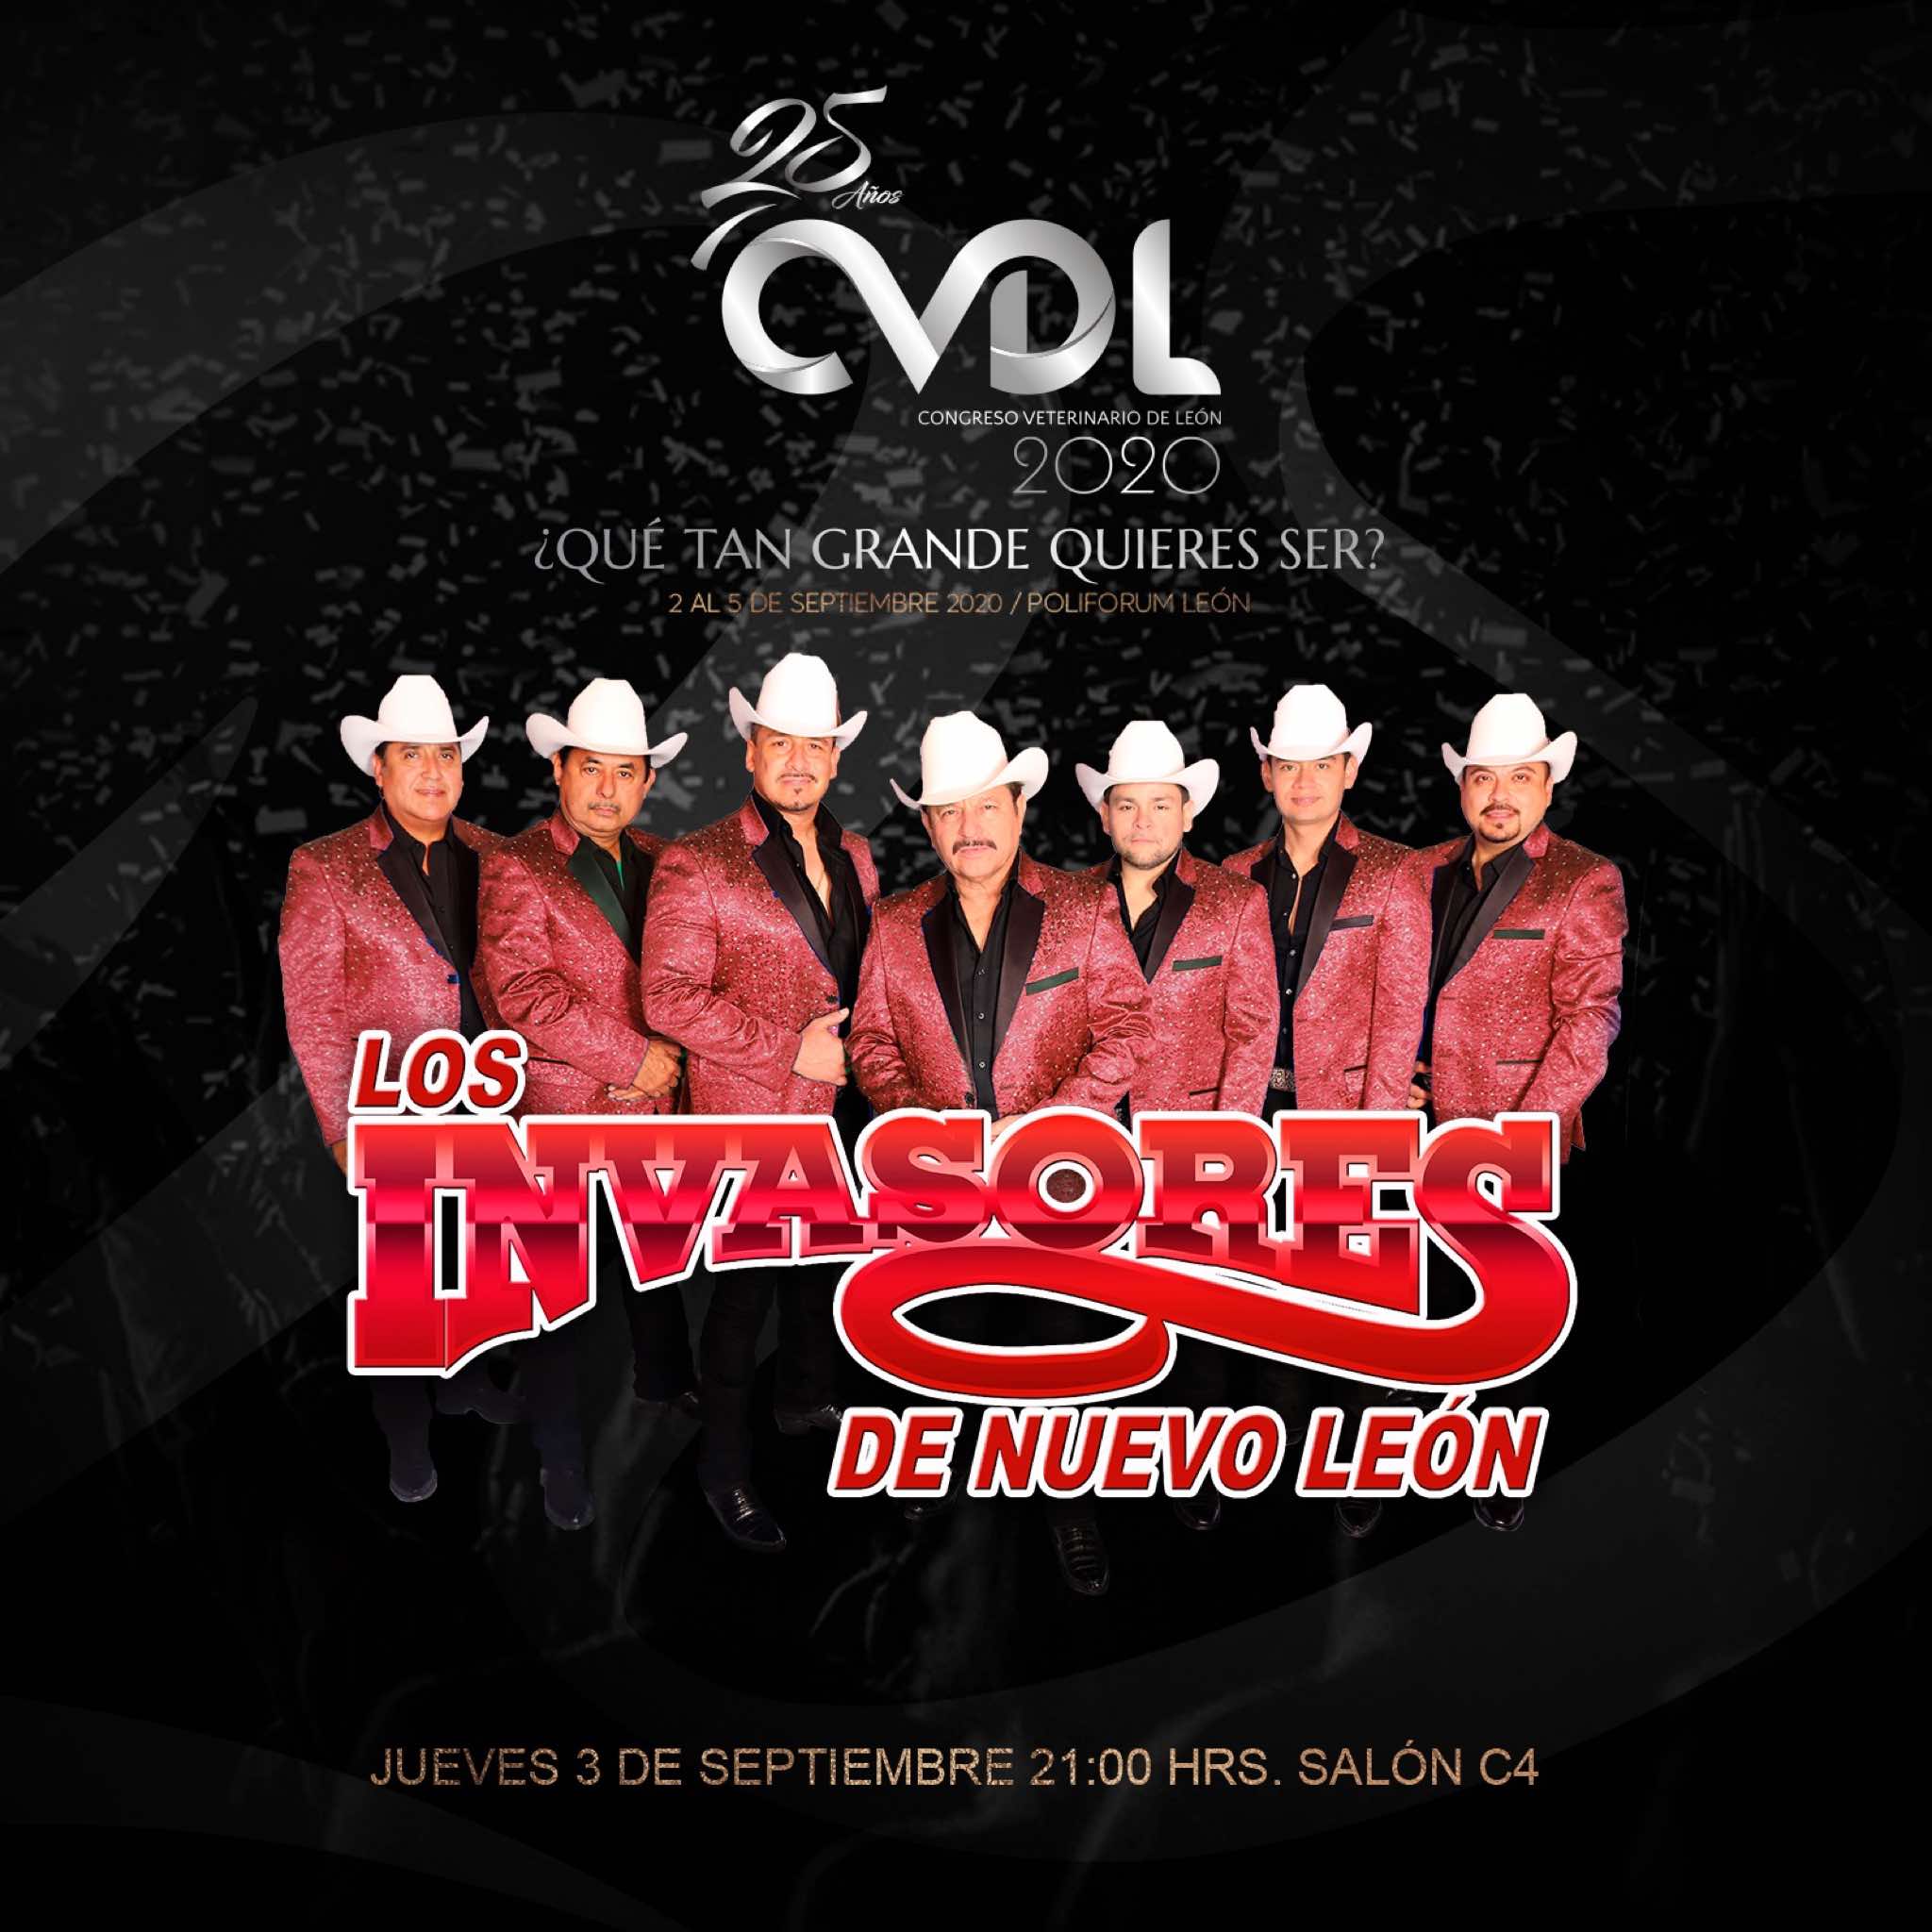 25
Años
CVDL
CONGRESO VETERINARIO DE LEÓN
2020
¿QUÉ TAN GRANDE QUIERES SER?
2 AL 5 DE SEPTIEMBRE 2020 / POLIFORUM LEÓN
LOS
INVASORES
DE NUEVO LEÓN
JUEVES 3 DE SEPTIEMBRE 21:00 HRS. SALÓN C4